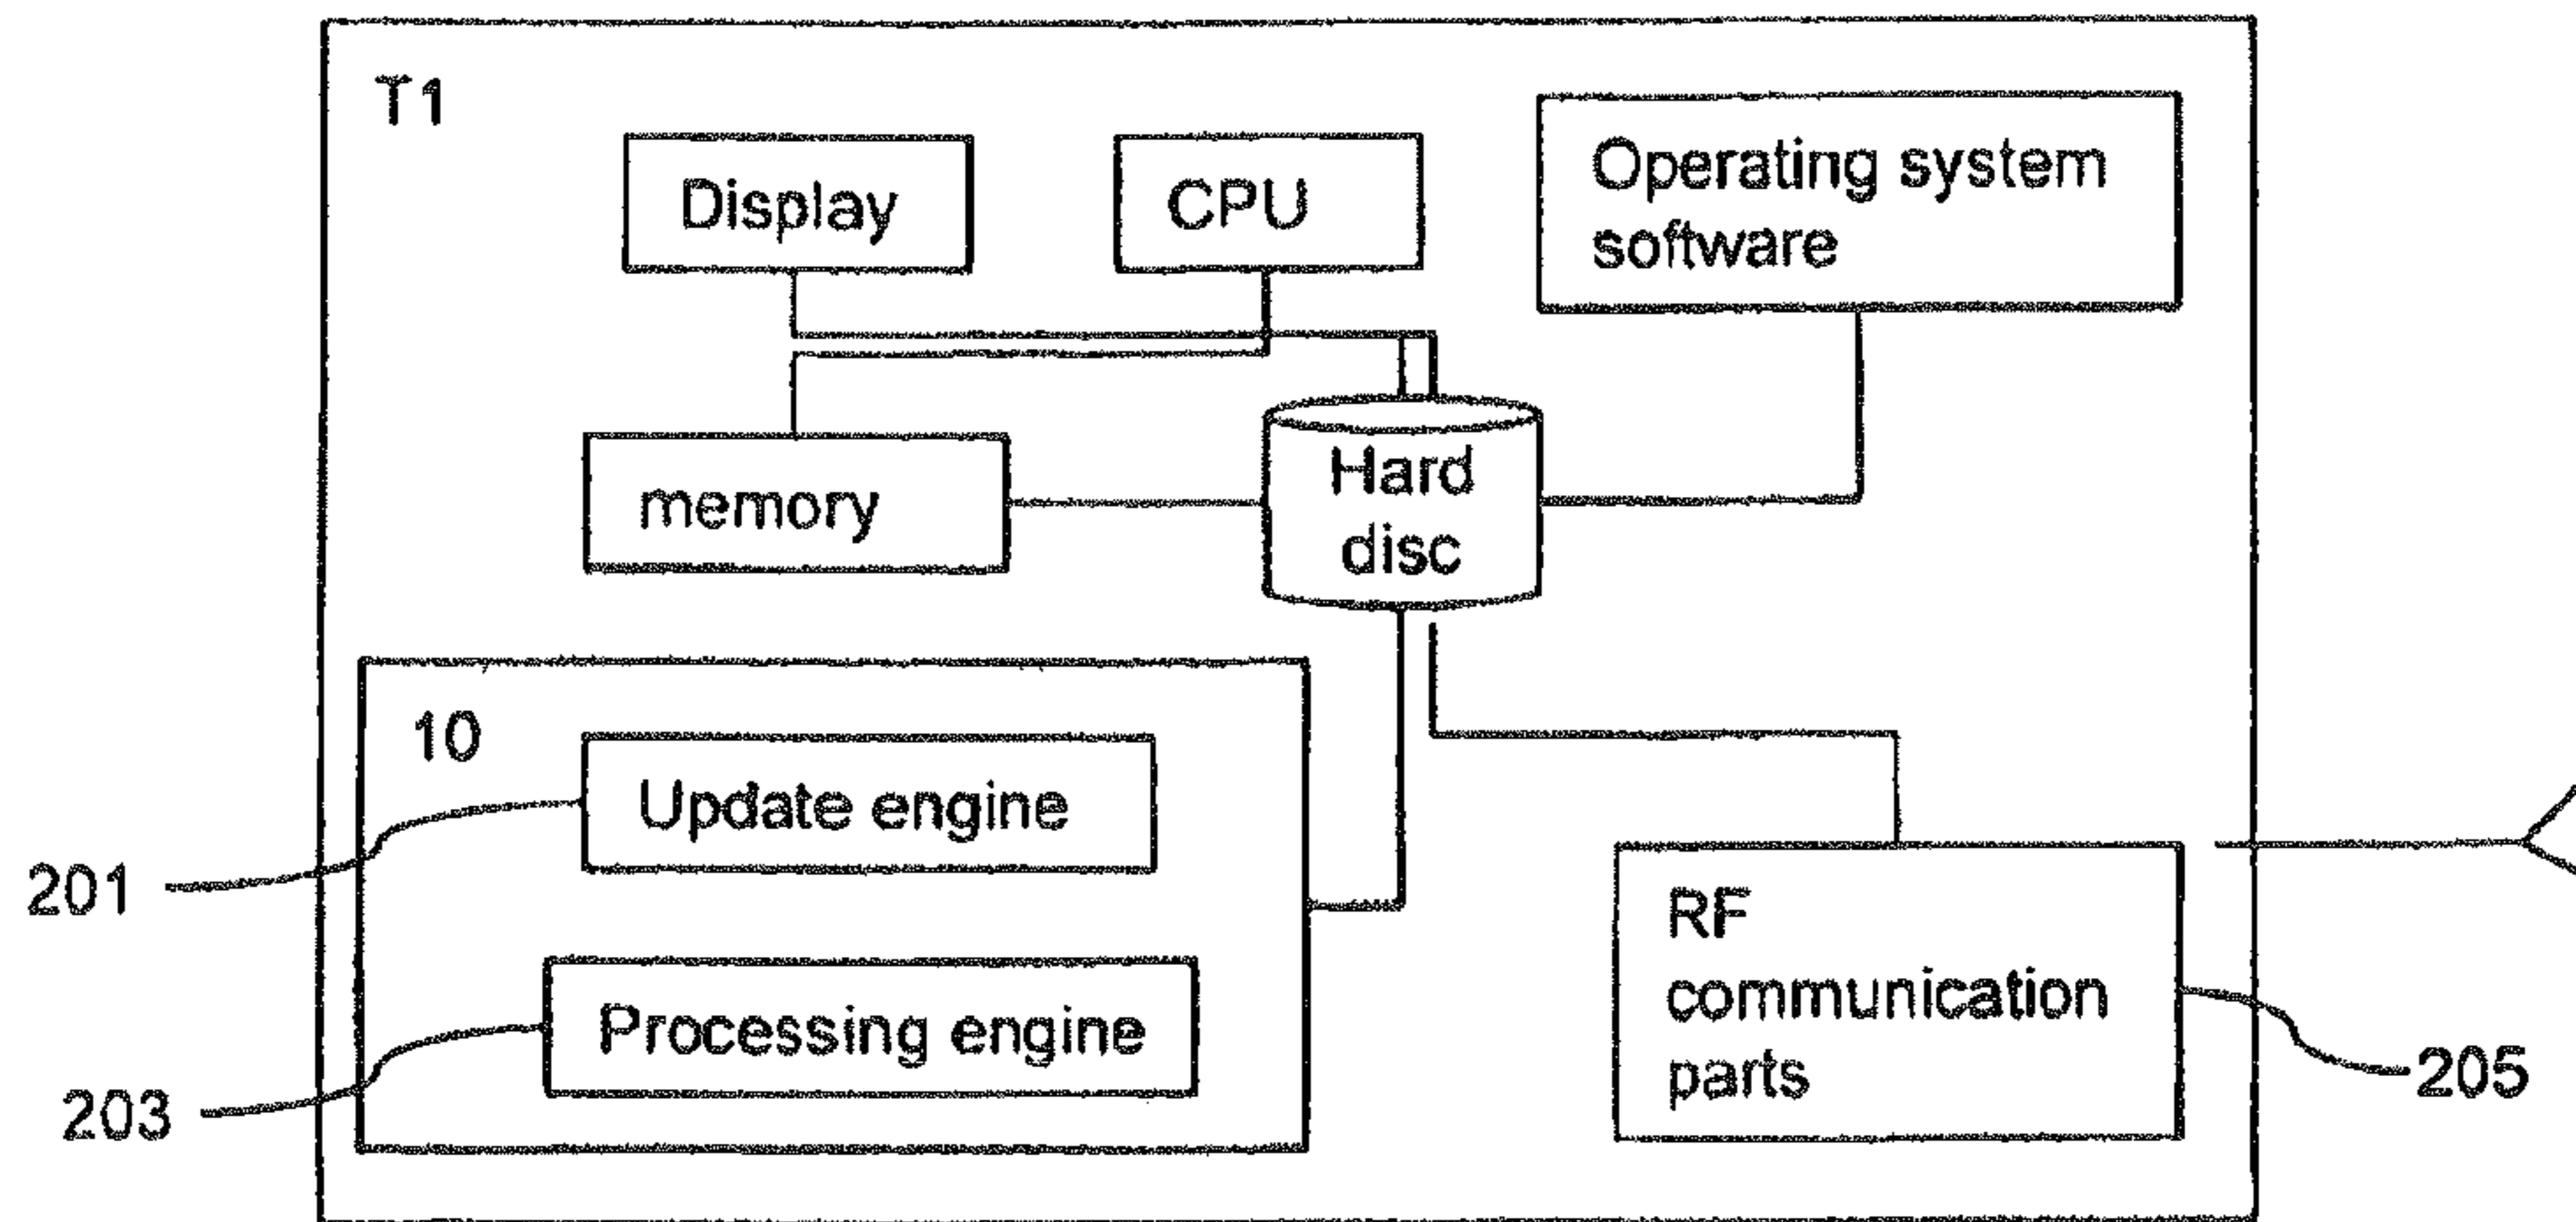 T1
Display
CPU
Operating system
software
memory
Hard
disc
10
Update engine
201
Processing engine
203
RF
communication
parts
205